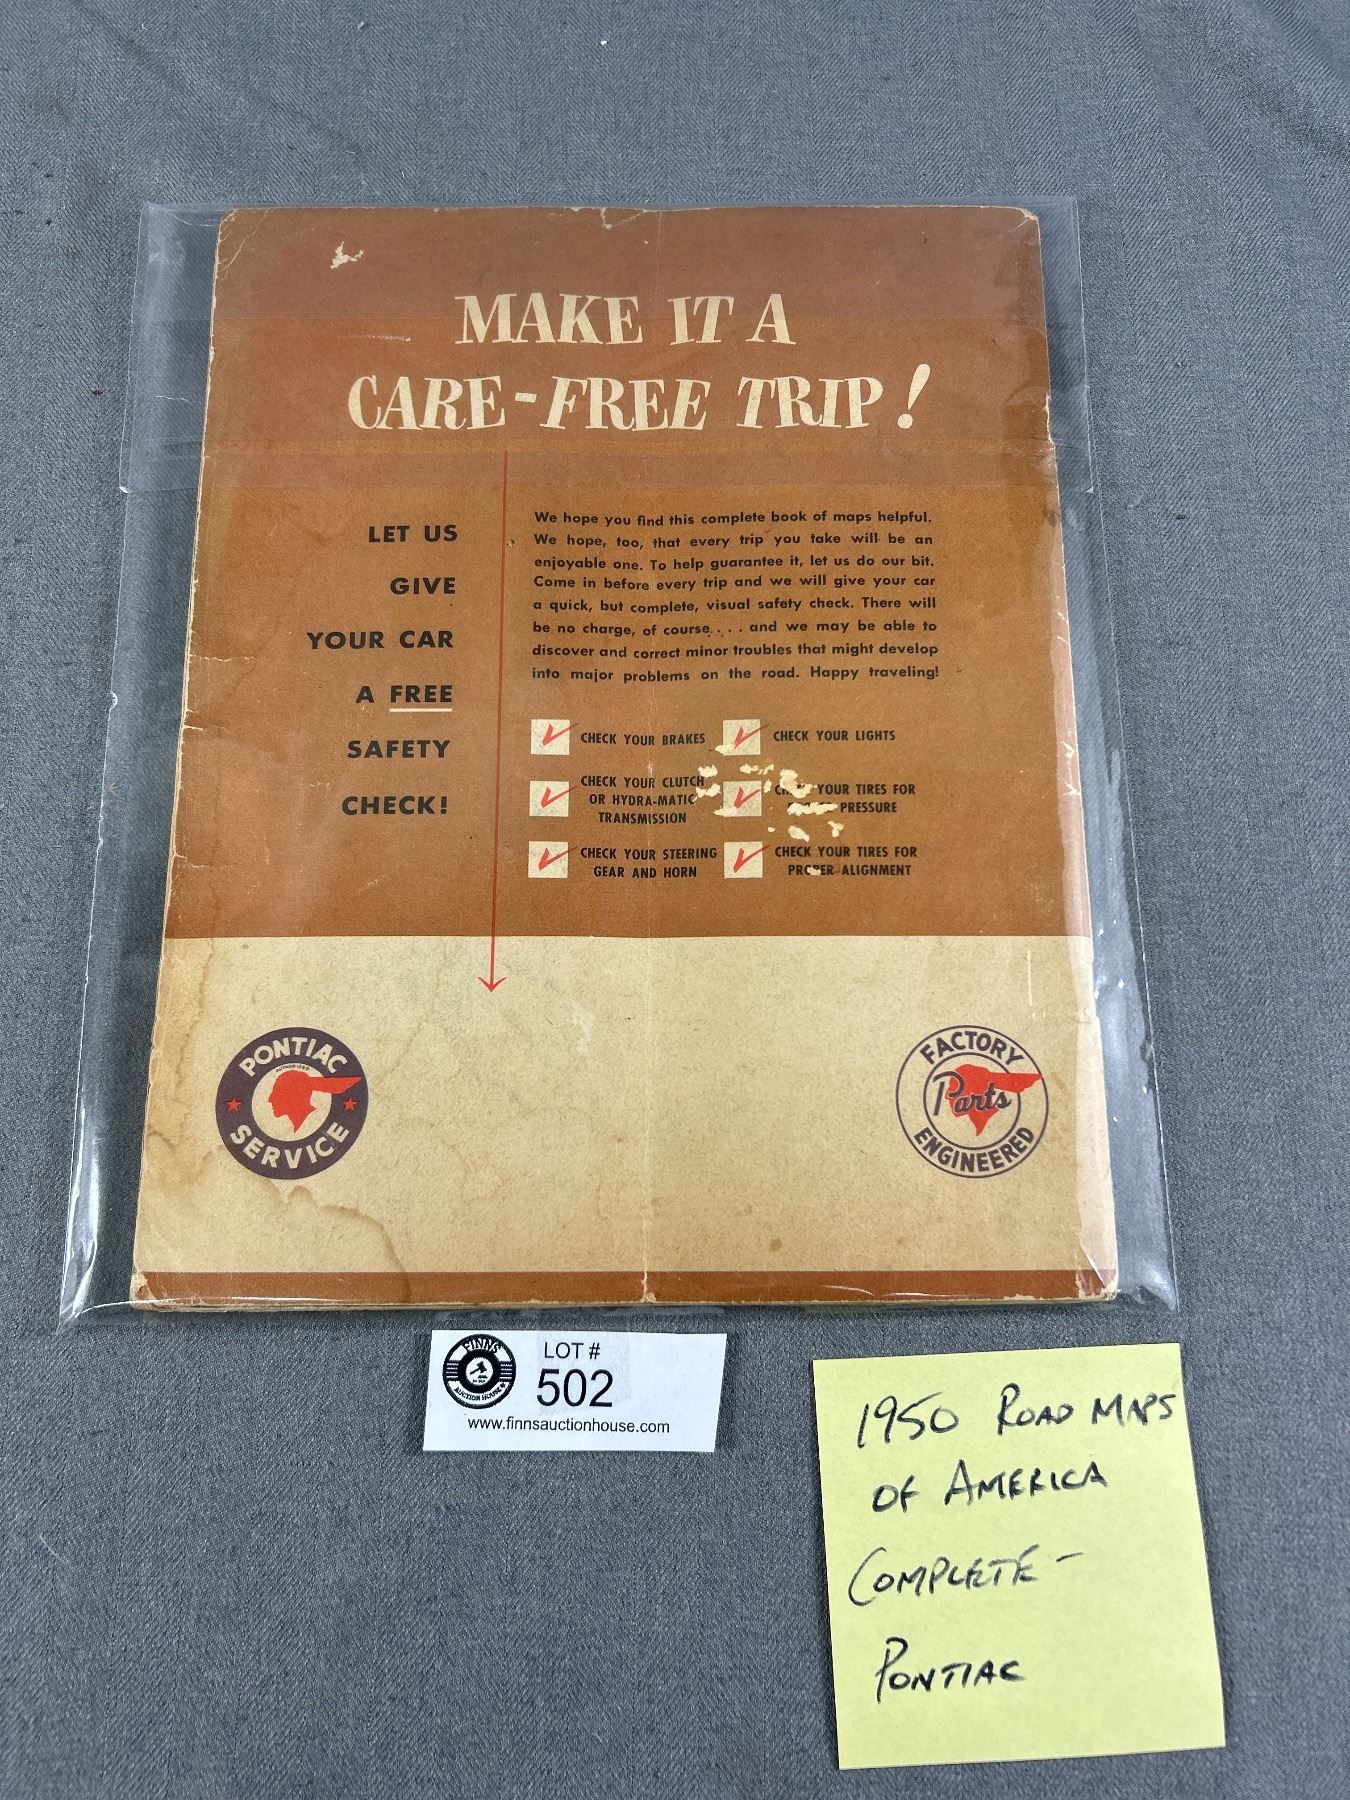 MAKE IT A
CARE-FREE TRIP!
LET US
GIVE
YOUR CAR
A FREE
SAFETY
CHECK!
We hope you find this complete book of maps helpful.
We hope, too, that every trip you take will be an
enjoyable one. To help guarantee it, let us do our bit.
Come in before every trip and we will give your car
a quick, but complete, visual safety check. There will
be no charge, of course.... and we may be able to
discover and correct minor troubles that might develop
into major problems on the road. Happy traveling!
CHECK YOUR BRAKES
CHECK YOUR LIGHTS
CHECK YOUR CLUTCH
OR HYDRA-MATIC
TRANSMISSION
YOUR TIRES FOR
PRESSURE
CHECK YOUR STEERING
GEAR AND HORN
CHECK YOUR TIRES FOR
PROPER ALIGNMENT
PONTIAC
AUTHORIZED
SERVICE
FACTORY
Parts
ENGINEERED
FINNS
AUCTION HOUSE
LOT #
502
www.finnsauctionhouse.com
1950 ROAD MAPS
OF AMERICA
COMPLETE -
PONTIAC